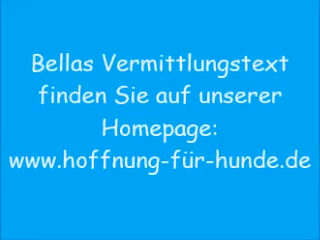 Bellas Vermittlungstext
finden Sie auf unserer
Homepage:
www.hoffnung-für-hunde.de